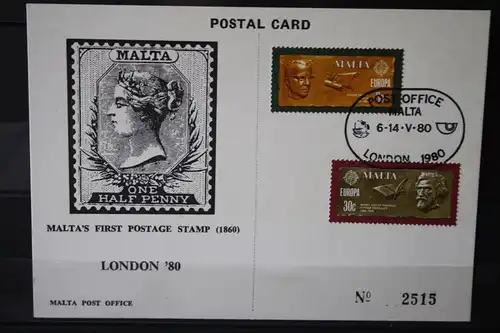 POSTAL CARD
MALTA
ONE
HALF PENNY
MALTA'S FIRST POSTAGE STAMP (1860)
LONDON '80
MALTA POST OFFICE
MALTA
EUROPA
POST OFFICE
MALTA
6-14·V·80
LONDON 1980
MALTA
EUROPA
30c
No 2515